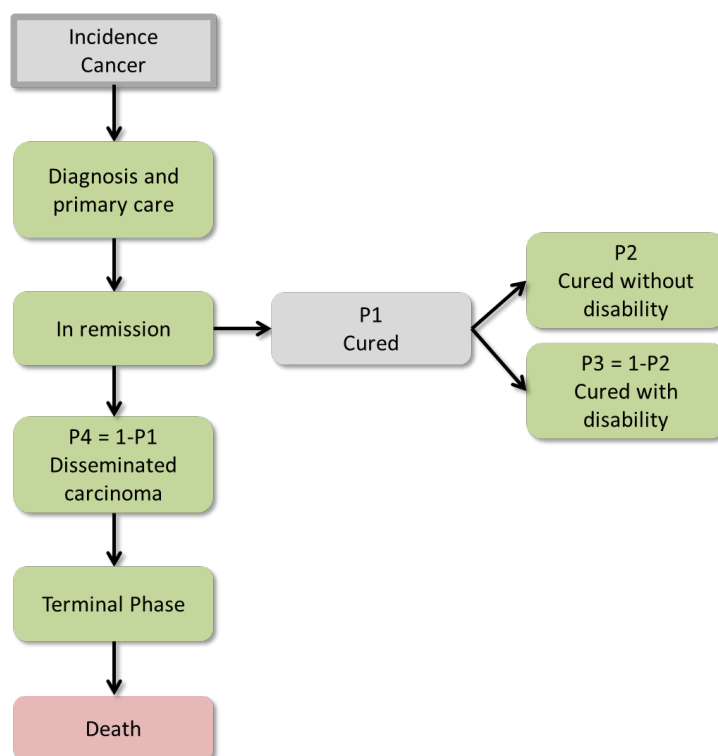 Incidence
Cancer
Diagnosis and
primary care
In remission
P1
Cured
P2
Cured without
disability
P3 = 1-P2
Cured with
disability
P4 = 1-P1
Disseminated
carcinoma
Terminal Phase
Death